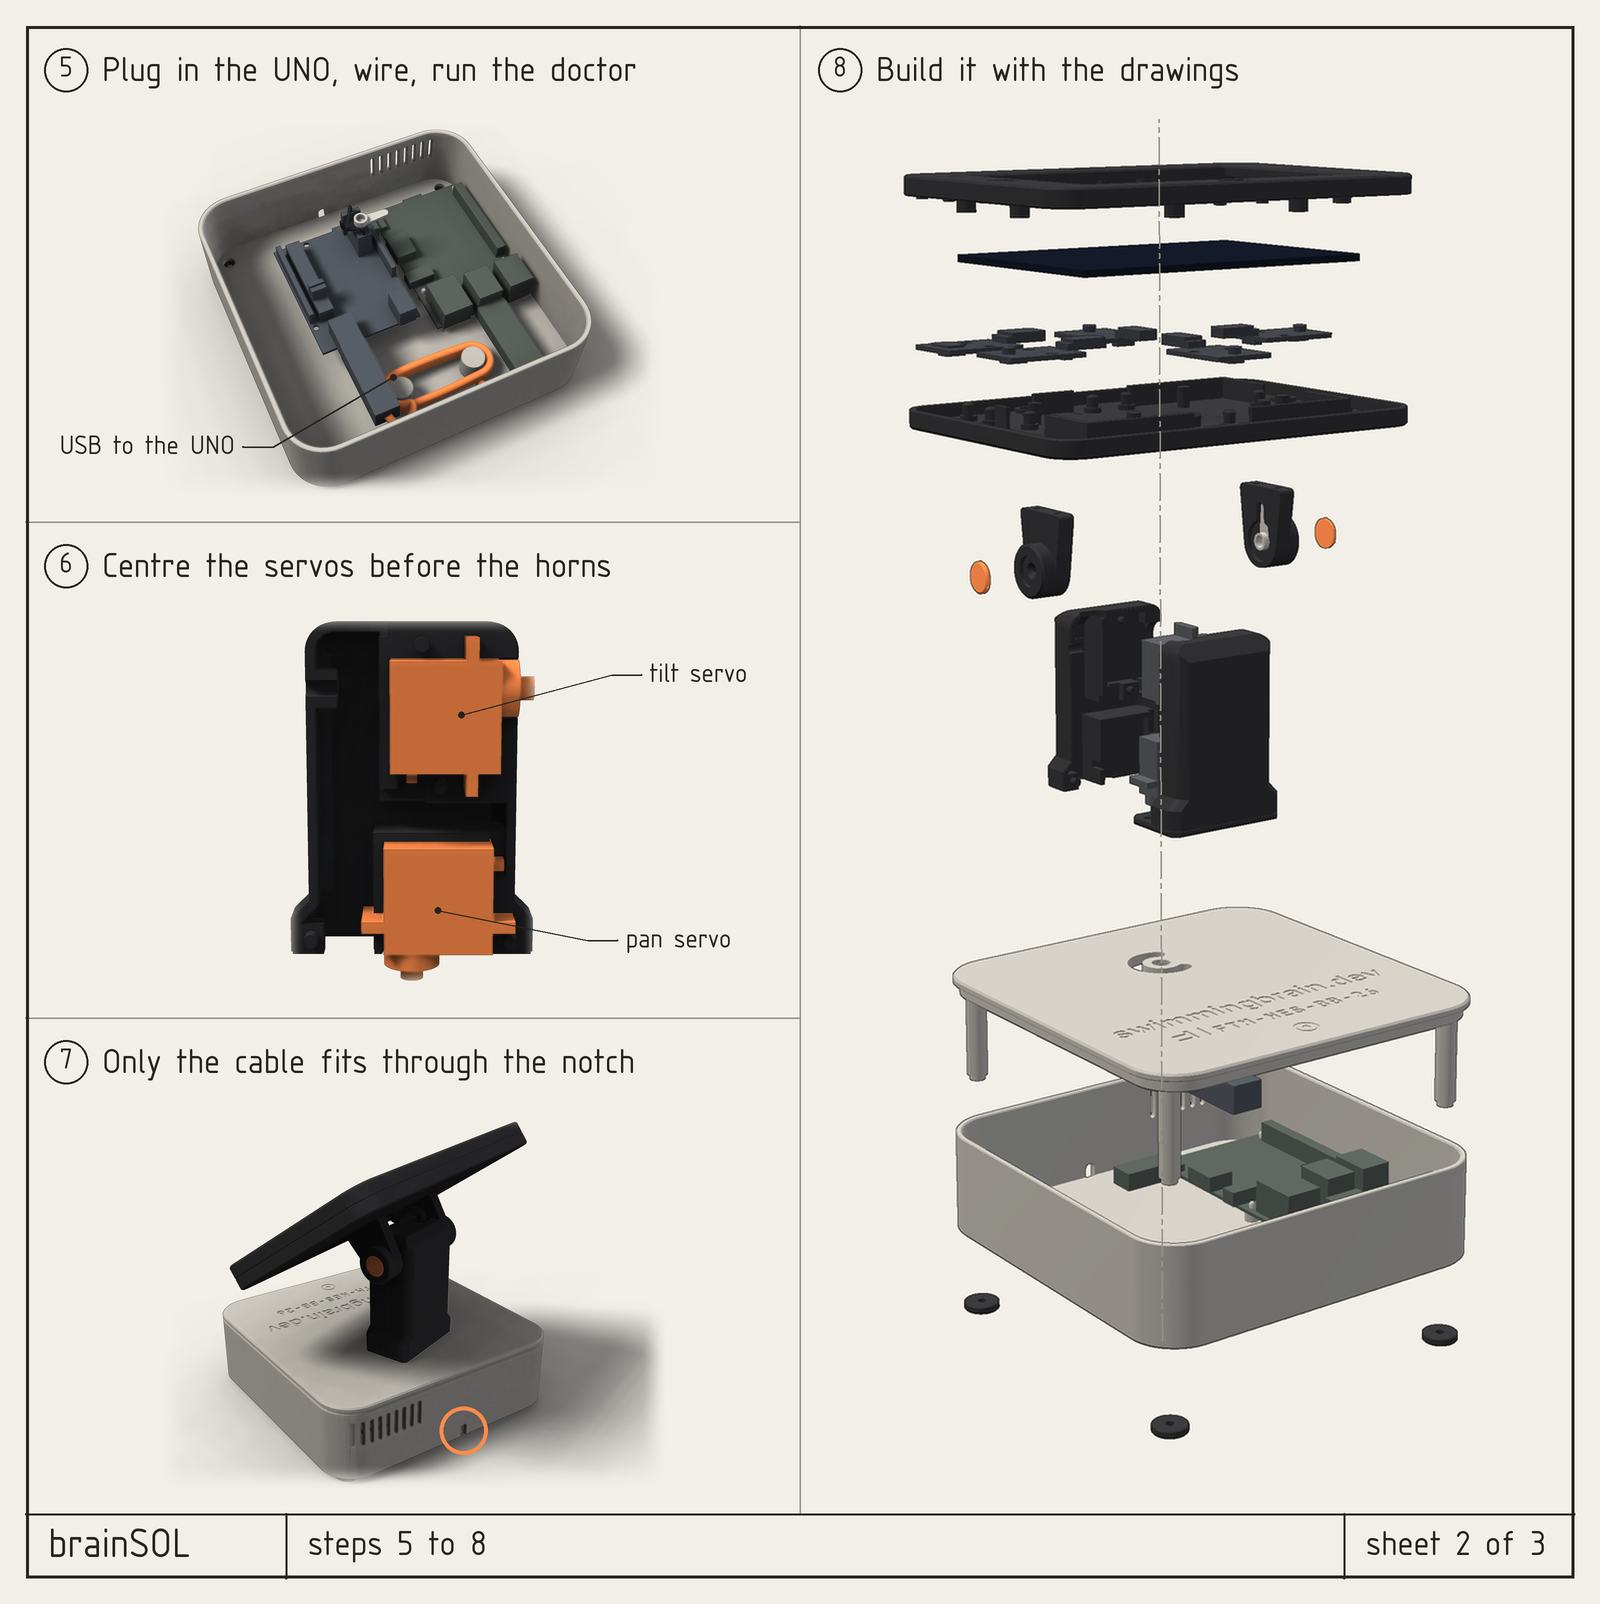 5 Plug in the UNO, wire, run the doctor
USB to the UNO
6 Centre the servos before the horns
tilt servo
pan servo
7 Only the cable fits through the notch
8 Build it with the drawings
swimmingbrain.dev
brainSOL
steps 5 to 8
sheet 2 of 3